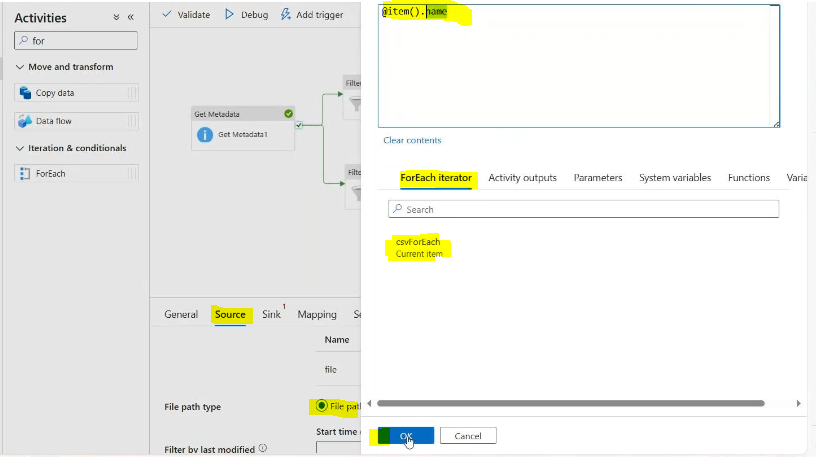 Activities
for
Move and transform
Copy data
Data flow
Iteration & conditionals
ForEach
Validate
Debug
Add trigger
Get Metadata
Get Metadata1
Filte
Filte
General
Source
Sink 1
Mapping
Se
Name
file
File path type
File pat
Start time
Filter by last modified
@item().name
Clear contents
ForEach iterator
Activity outputs
Parameters
System variables
Functions
Varia
Search
csvForEach
Current item
OK
Cancel